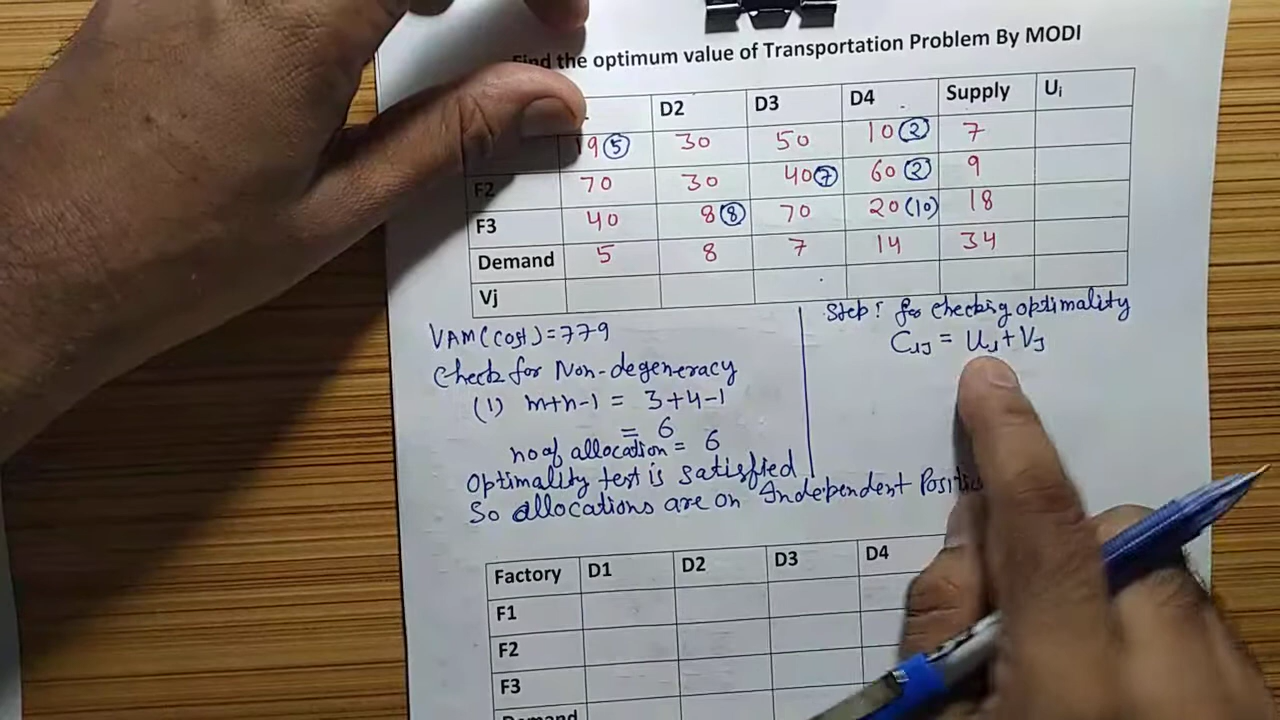 Find the optimum value of Transportation Problem By MODI
D2 D3 D4 Supply Ui
19 (5) 30 50 10 (2) 7
F2 70 30 40 (7) 60 (2) 9
F3 40 8 (8) 70 20 (10) 18
Demand 5 8 7 14 34
Vj
VAM (Cost) = 779
Check for Non-degeneracy
(1) m+n-1 = 3+4-1
= 6
no of allocation = 6
Optimality test is satisfied
So allocations are on Independent
Step: for checking optimality
CIJ = UI+VJ
Factory D1 D2 D3 D4
F1
F2
F3
Demand